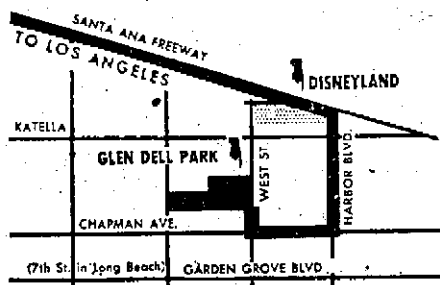 SANTA ANA FREEWAY
TO LOS ANGELES
DISNEYLAND
KATELLA
GLEN DELL PARK
WEST ST.
HARBOR BLVD.
CHAPMAN AVE.
(7th St. in Long Beach) GARDEN GROVE BLVD